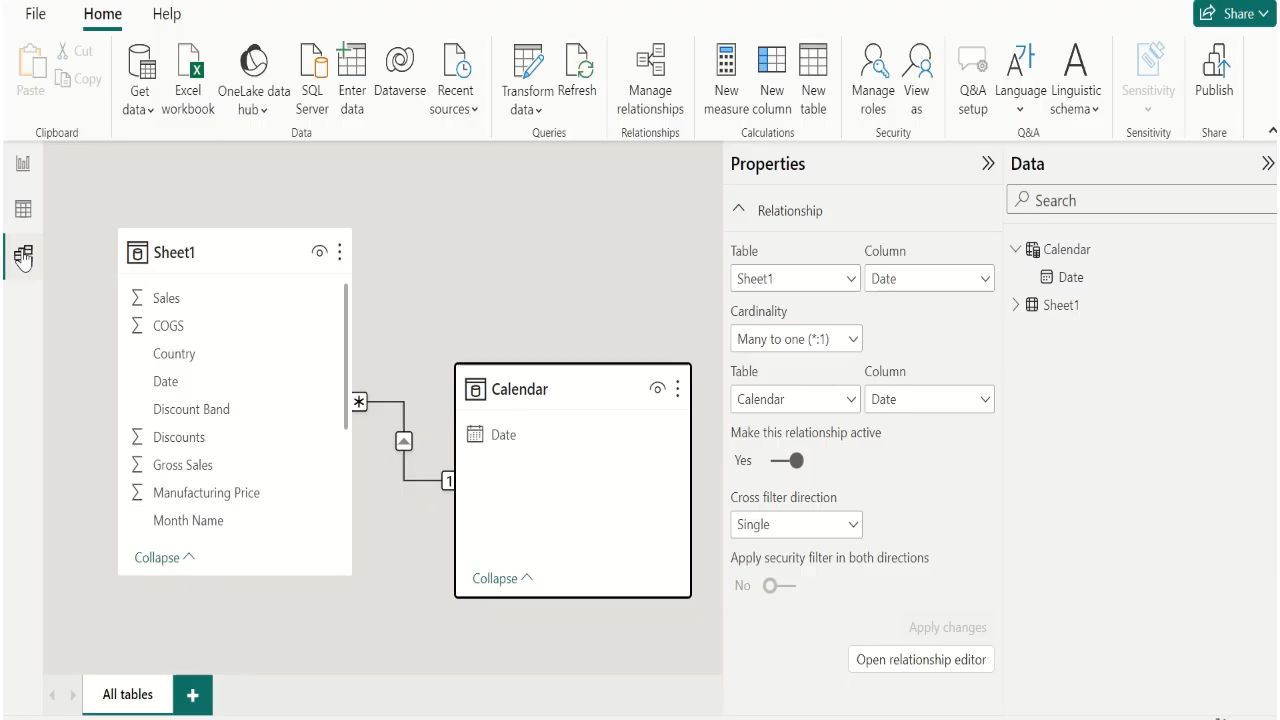 File Home Help
Share
Paste
Cut
Copy
Clipboard
Get data
Excel workbook
OneLake data hub
SQL Server
Enter data
Dataverse
Recent sources
Data
Transform data
Refresh
Queries
Manage relationships
Relationships
New measure
New column
New table
Calculations
Manage roles
View as
Security
Q&A setup
Language
Linguistic schema
Q&A
Sensitivity
Sensitivity
Publish
Share
Sheet1
Sales
COGS
Country
Date
Discount Band
Discounts
Gross Sales
Manufacturing Price
Month Name
Collapse
*
1
Calendar
Date
Collapse
Properties
Relationship
Table Column
Sheet1 Date
Cardinality
Many to one (*:1)
Table Column
Calendar Date
Make this relationship active
Yes
Cross filter direction
Single
Apply security filter in both directions
No
Apply changes
Open relationship editor
Data
Search
Calendar
Date
Sheet1
All tables
+